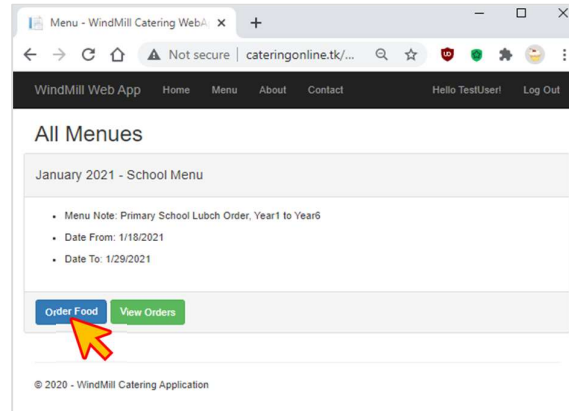 Menu - WindMill Catering WebA
Not secure | cateringonline.tk/...
WindMill Web App Home Menu About Contact Hello TestUser! Log Out
All Menues
January 2021 - School Menu
Menu Note: Primary School Lubch Order, Year1 to Year6
Date From: 1/18/2021
Date To: 1/29/2021
Order Food View Orders
© 2020 - WindMill Catering Application